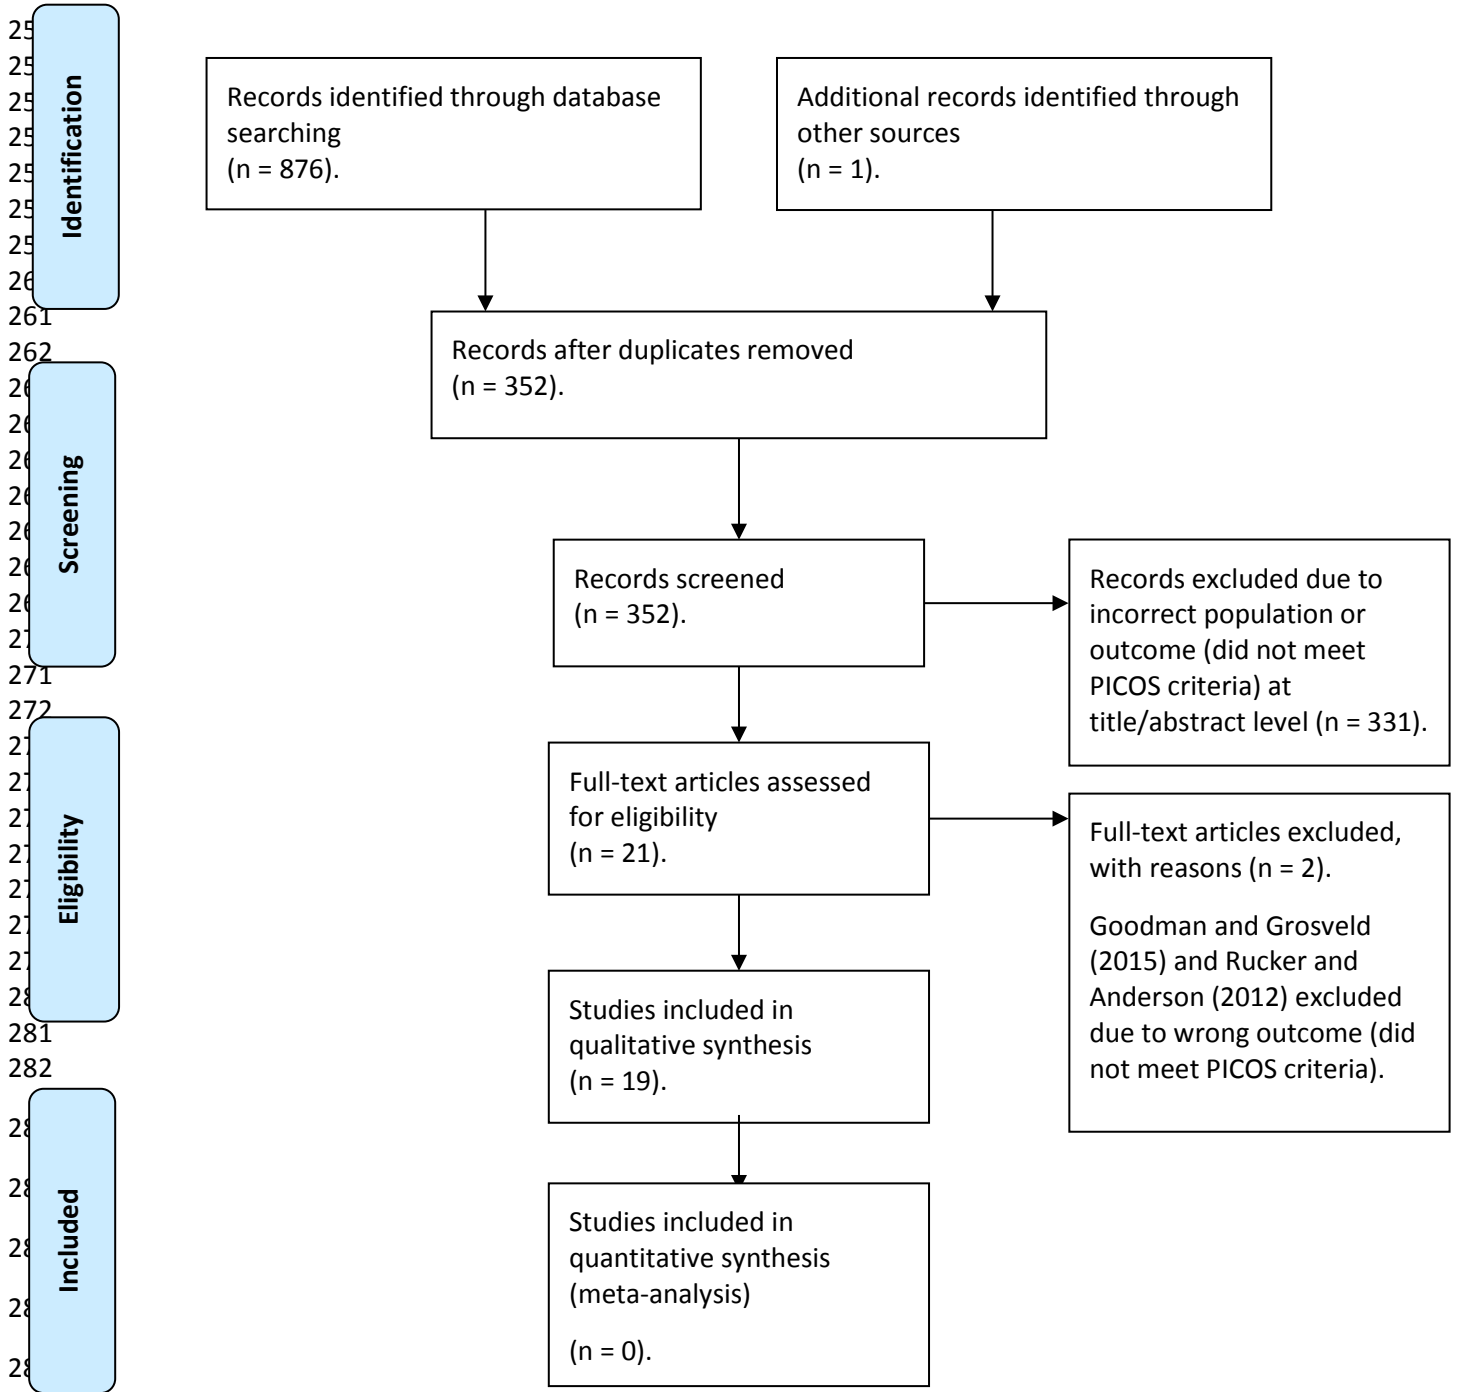 Identification
Records identified through database
searching
(n = 876).
Additional records identified through
other sources
(n = 1).
261
262
Records after duplicates removed
(n = 352).
Screening
Records screened
(n = 352).
Records excluded due to
incorrect population or
outcome (did not meet
PICOS criteria) at
title/abstract level (n = 331).
271
272
Eligibility
Full-text articles assessed
for eligibility
(n = 21).
Full-text articles excluded,
with reasons (n = 2).
Goodman and Grosveld
(2015) and Rucker and
Anderson (2012) excluded
due to wrong outcome (did
not meet PICOS criteria).
281
282
Studies included in
qualitative synthesis
(n = 19).
Included
Studies included in
quantitative synthesis
(meta-analysis)
(n = 0).